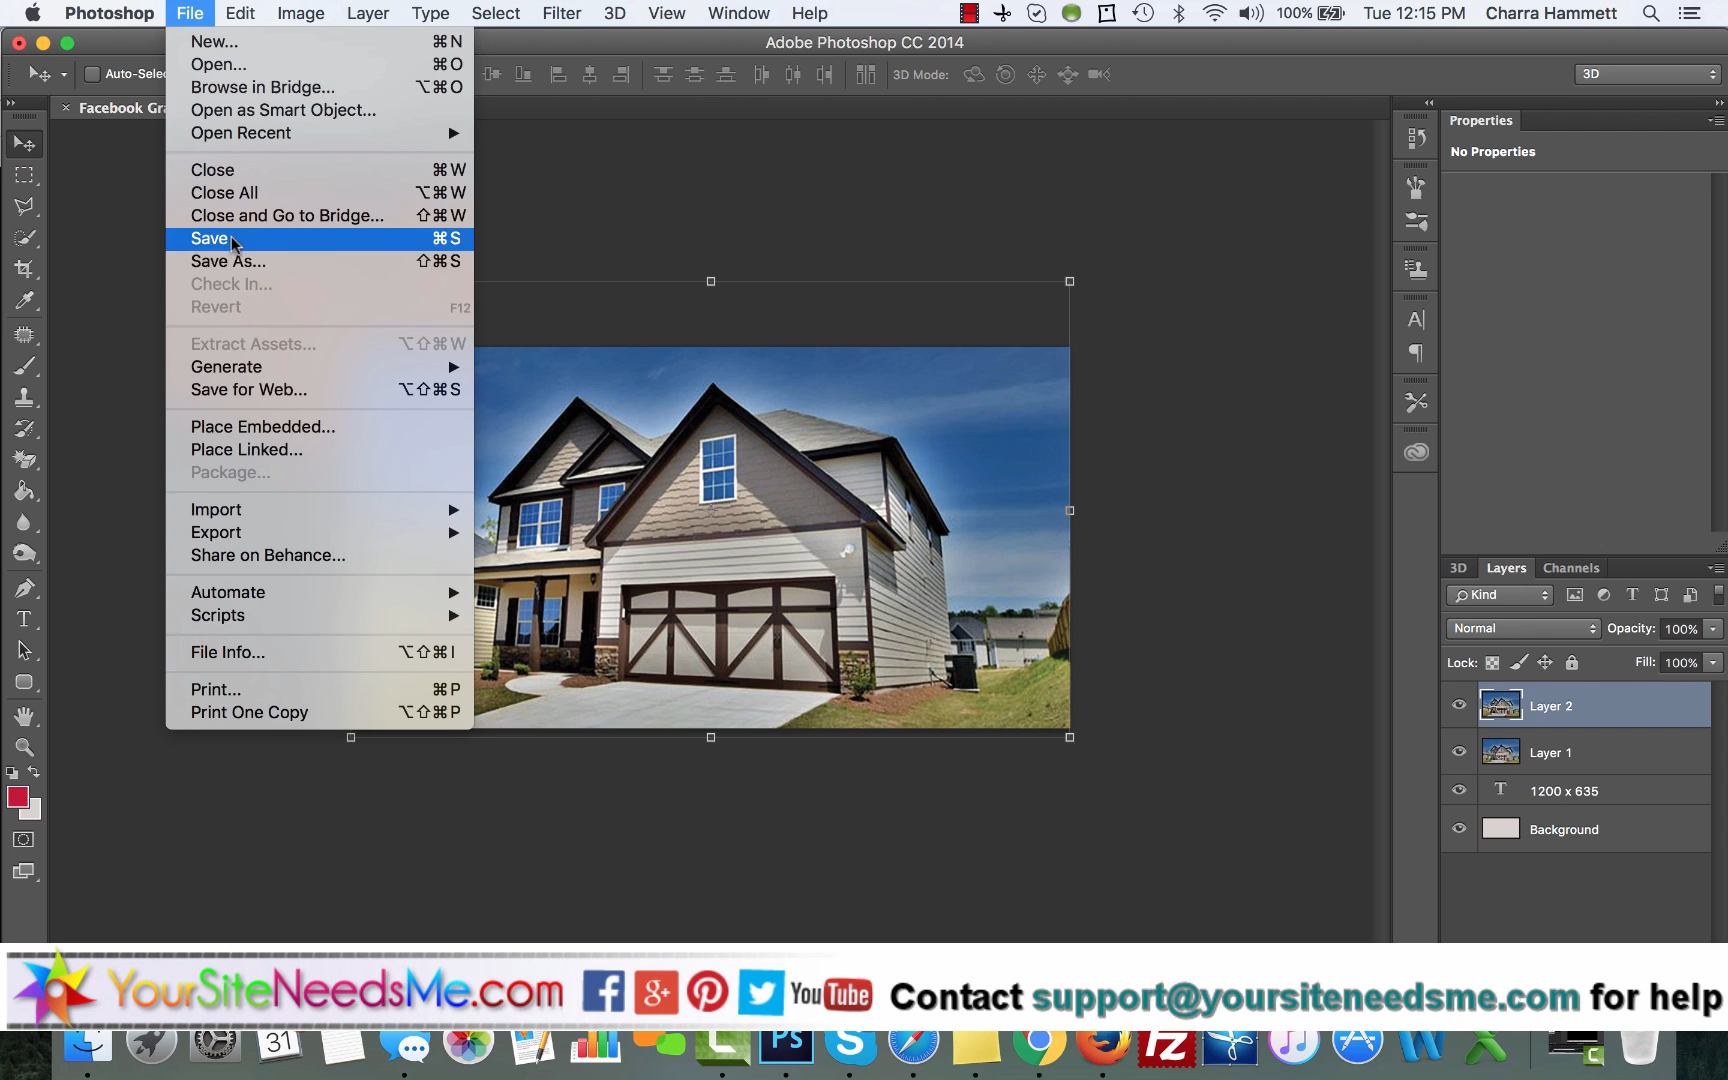 Photoshop File Edit Image Layer Type Select Filter 3D View Window Help 100% Tue 12:15 PM Charra Hammett
Adobe Photoshop CC 2014
Auto-Sele
3D Mode:
3D
Facebook Gra
New... ⌘N
Open... ⌘O
Browse in Bridge... ⌥⌘O
Open as Smart Object...
Open Recent
Close ⌘W
Close All ⌥⌘W
Close and Go to Bridge... ⇧⌘W
Save ⌘S
Save As... ⇧⌘S
Check In...
Revert F12
Extract Assets... ⌥⇧⌘W
Generate
Save for Web... ⌥⇧⌘S
Place Embedded...
Place Linked...
Package...
Import
Export
Share on Behance...
Automate
Scripts
File Info... ⌥⇧⌘I
Print... ⌘P
Print One Copy ⌥⇧⌘P
Properties
No Properties
3D Layers Channels
Kind
Normal Opacity: 100%
Lock: Fill: 100%
Layer 2
Layer 1
T 1200 x 635
Background
YourSiteNeedsMe.com f g+ You Tube Contact support@yoursiteneedsme.com for help
31 Ps S FZ W X C